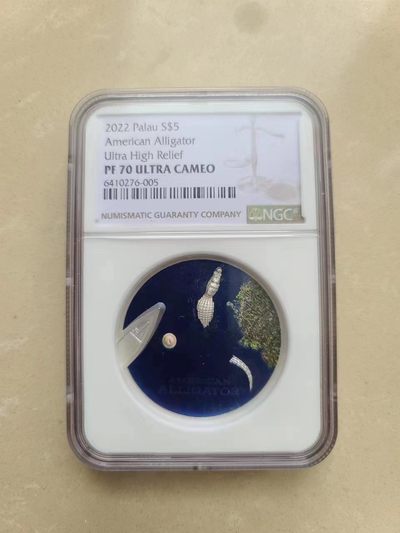 2022 Palau S$5
American Alligator
Ultra High Relief
PF 70 ULTRA CAMEO
6410276-005
NUMISMATIC GUARANTY COMPANY
NGC
AMERICAN
ALLIGATOR